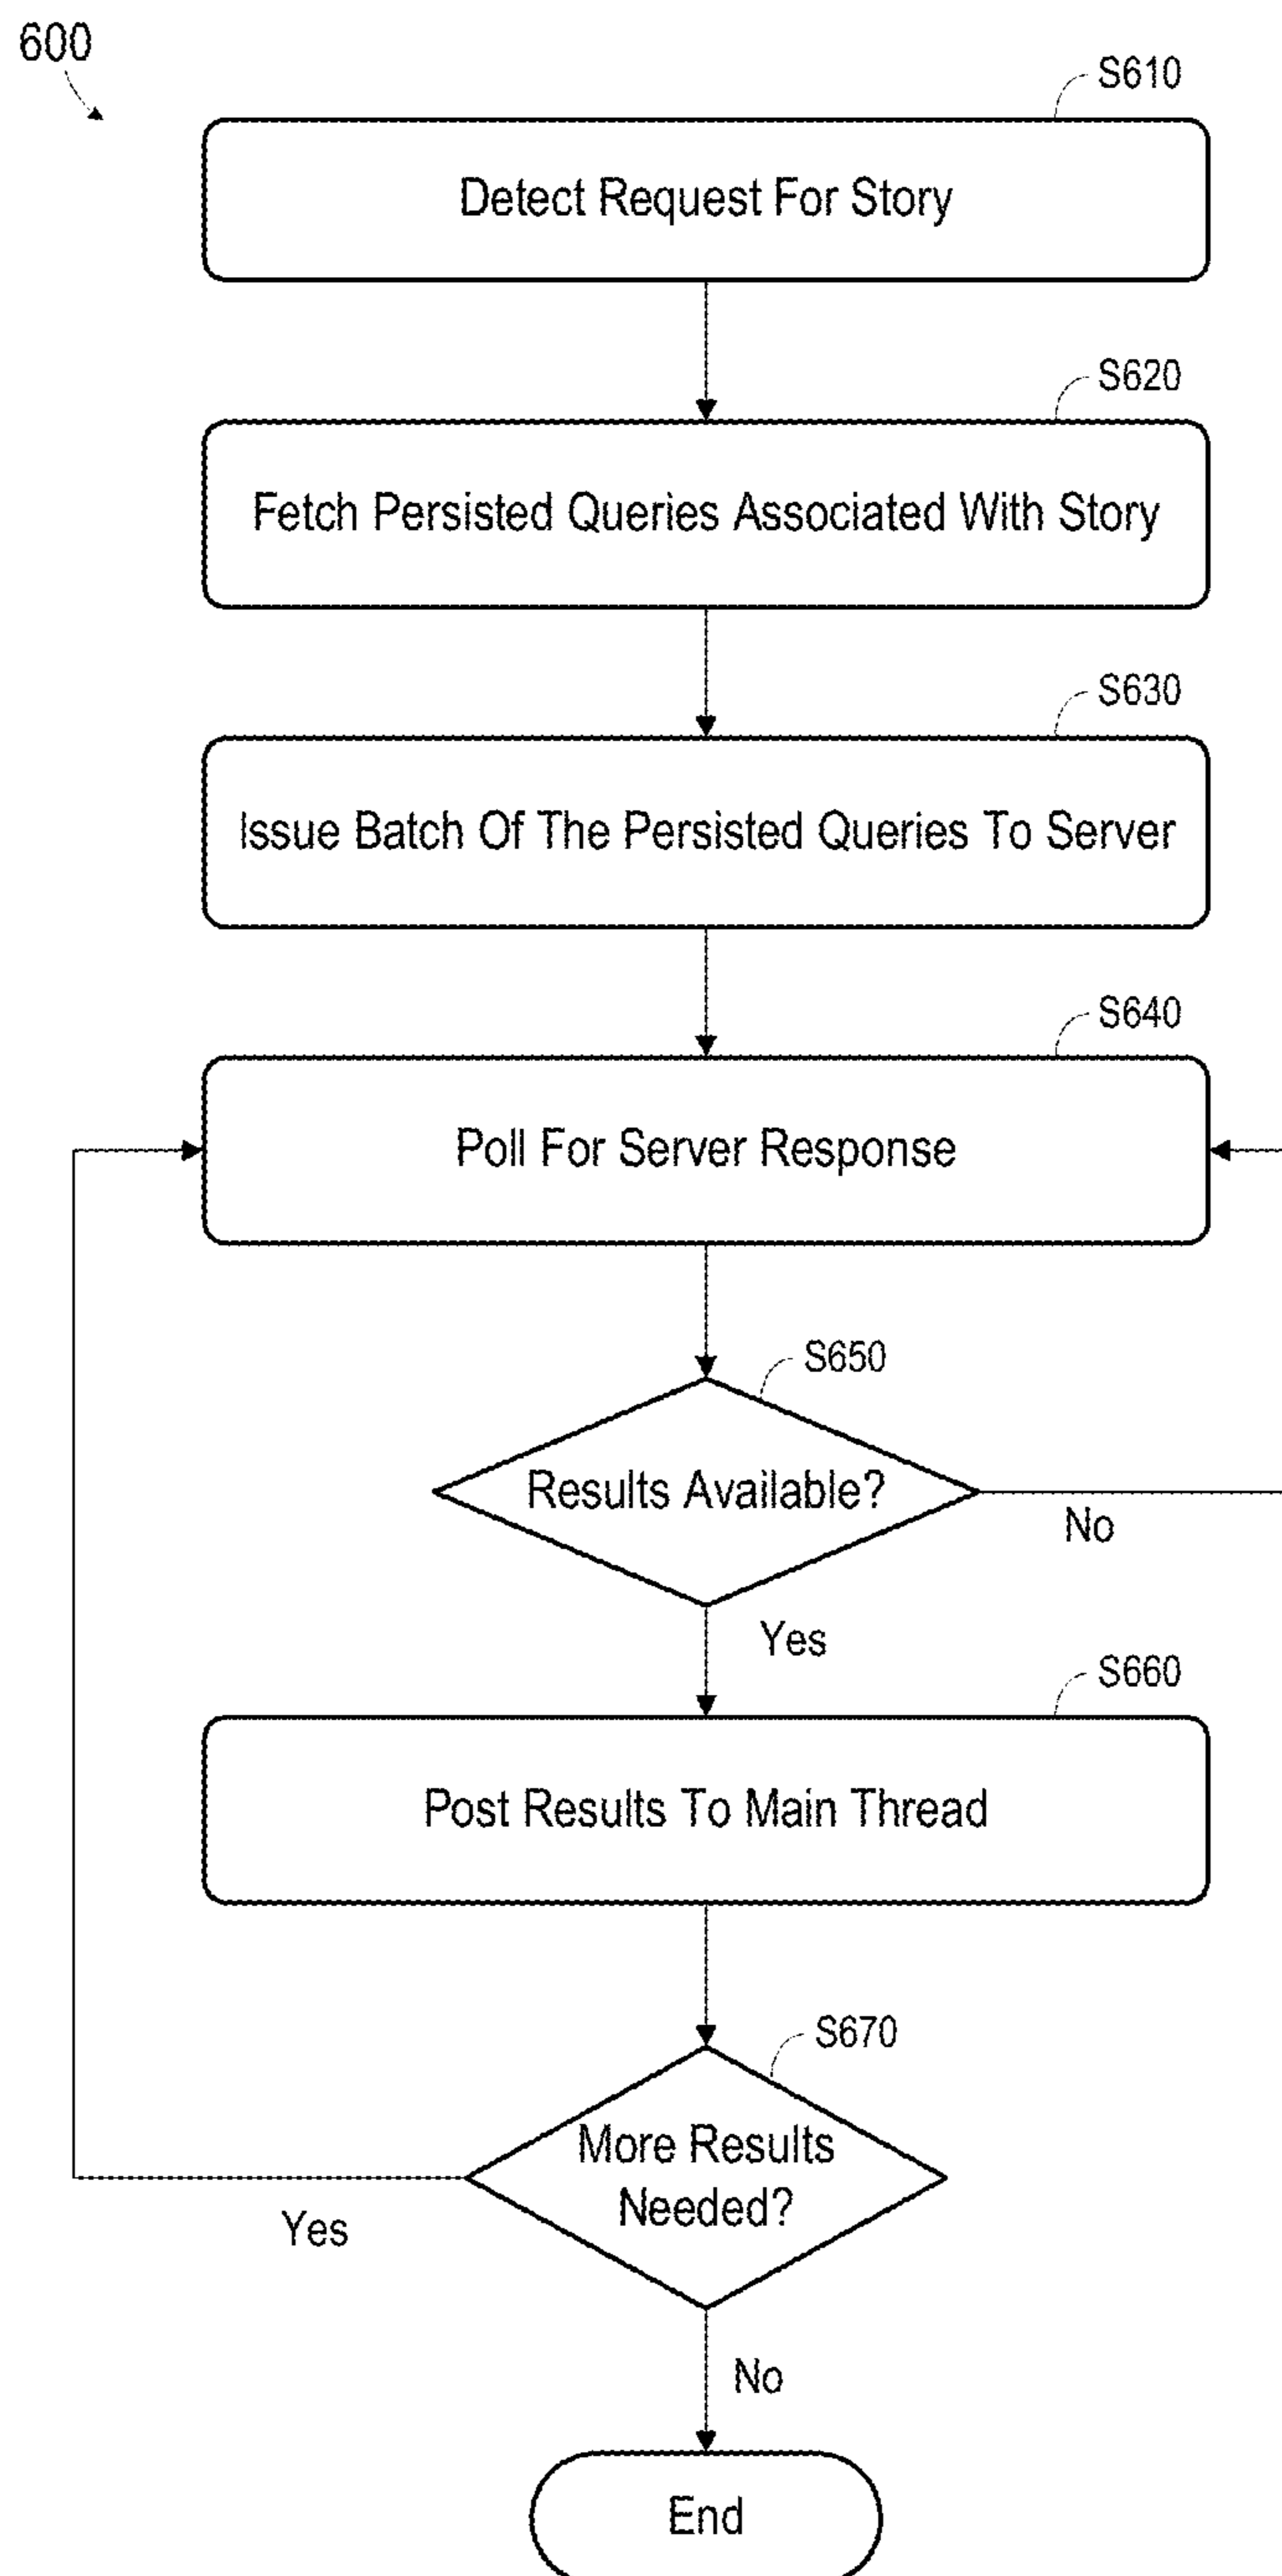 600
S610
Detect Request For Story
S620
Fetch Persisted Queries Associated With Story
S630
Issue Batch Of The Persisted Queries To Server
S640
Poll For Server Response
S650
Results Available?
No
Yes
S660
Post Results To Main Thread
S670
More Results
Needed?
Yes
No
End